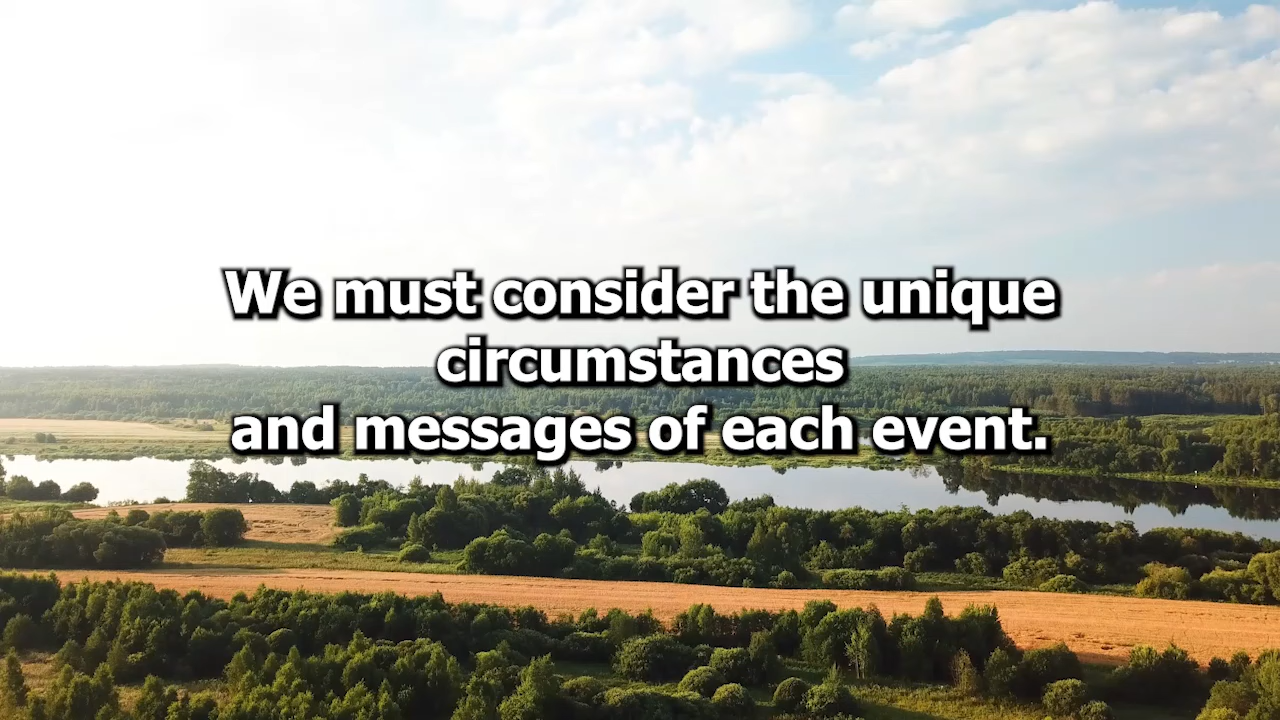 We must consider the unique
circumstances
and messages of each event.